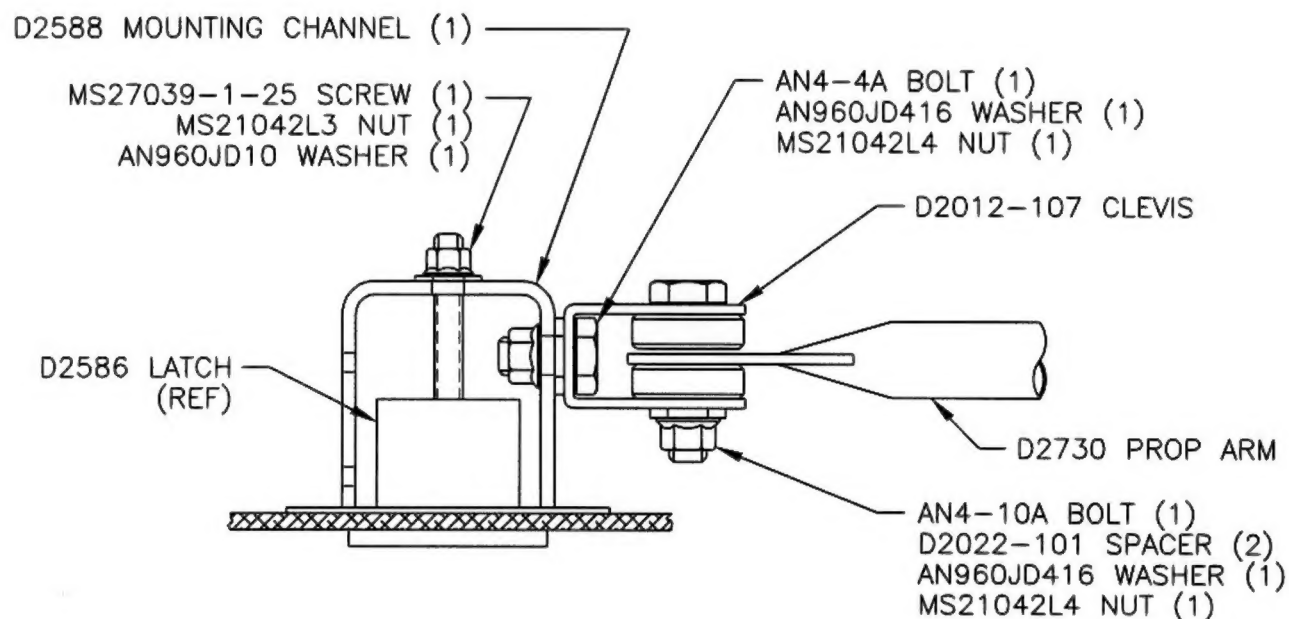 D2588 MOUNTING CHANNEL (1)
MS27039-1-25 SCREW (1)
MS21042L3 NUT (1)
AN960JD10 WASHER (1)
D2586 LATCH
(REF)
AN4-4A BOLT (1)
AN960JD416 WASHER (1)
MS21042L4 NUT (1)
D2012-107 CLEVIS
D2730 PROP ARM
AN4-10A BOLT (1)
D2022-101 SPACER (2)
AN960JD416 WASHER (1)
MS21042L4 NUT (1)